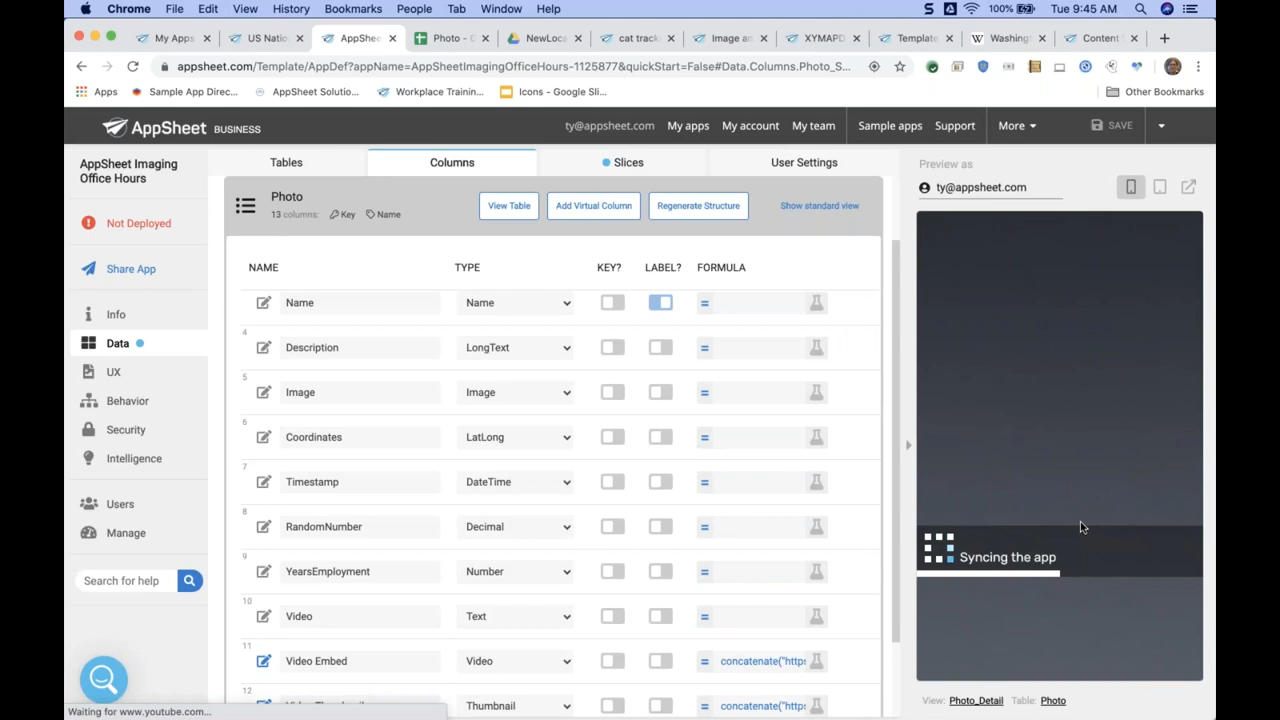 Chrome File Edit View History Bookmarks People Tab Window Help 100% Tue 9:45 AM
My Apps US Natio AppShee Photo - D NewLoca cat track Image an XYMAPD Template Washing Content
appsheet.com/Template/AppDef?appName=AppSheetImagingOfficeHours-1125877&quickStart=False#Data.Columns.Photo_S...
Apps Sample App Direc... AppSheet Solutio... Workplace Trainin... Icons - Google Sli... Other Bookmarks
AppSheet BUSINESS ty@appsheet.com My apps My account My team Sample apps Support More SAVE
AppSheet Imaging
Office Hours
Not Deployed
Share App
Info
Data
UX
Behavior
Security
Intelligence
Users
Manage
Search for help
Tables Columns Slices User Settings
Photo
13 columns: Key Name
View Table Add Virtual Column Regenerate Structure Show standard view
NAME TYPE KEY? LABEL? FORMULA
Name Name =
4
Description LongText =
5
Image Image =
6
Coordinates LatLong =
7
Timestamp DateTime =
8
RandomNumber Decimal =
9
YearsEmployment Number =
10
Video Text =
11
Video Embed Video = concatenate("https
12
Thumbnail = concatenate("https
Preview as
ty@appsheet.com
Syncing the app
View: Photo_Detail Table: Photo
Waiting for www.youtube.com...